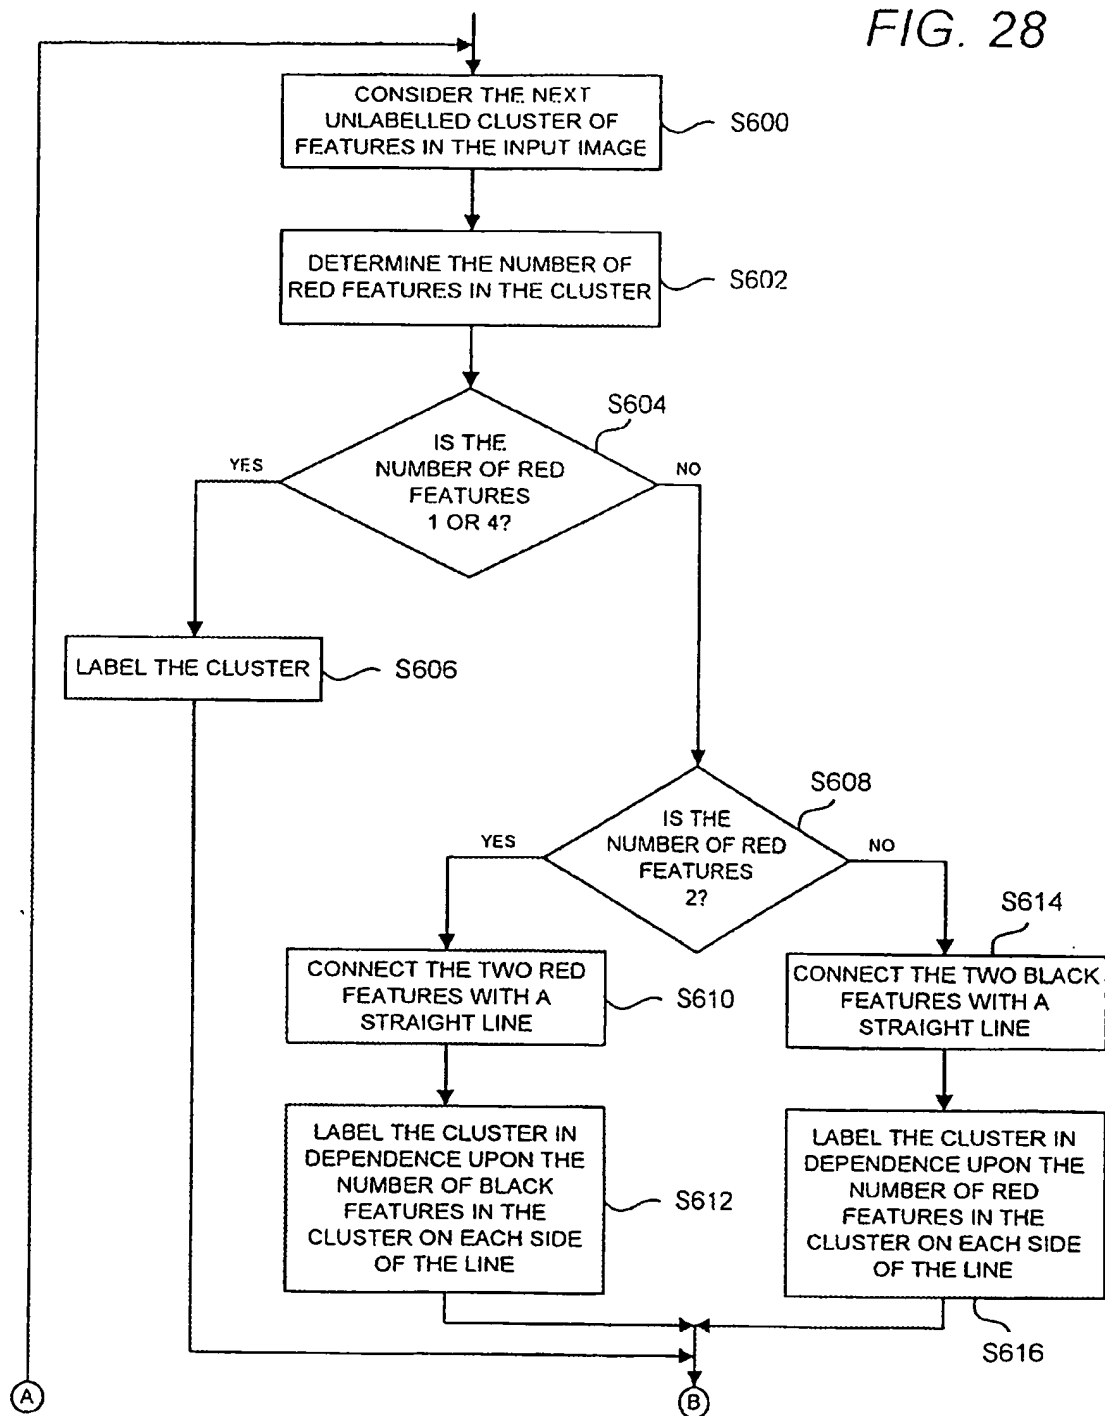 FIG. 28
CONSIDER THE NEXT
UNLABELLED CLUSTER OF
FEATURES IN THE INPUT IMAGE
S600
DETERMINE THE NUMBER OF
RED FEATURES IN THE CLUSTER
S602
S604
IS THE
NUMBER OF RED
FEATURES
1 OR 4?
YES
NO
LABEL THE CLUSTER
S606
S608
IS THE
NUMBER OF RED
FEATURES
2?
YES
NO
CONNECT THE TWO RED
FEATURES WITH A
STRAIGHT LINE
S610
S614
CONNECT THE TWO BLACK
FEATURES WITH A
STRAIGHT LINE
LABEL THE CLUSTER IN
DEPENDENCE UPON THE
NUMBER OF BLACK
FEATURES IN THE
CLUSTER ON EACH SIDE
OF THE LINE
S612
LABEL THE CLUSTER IN
DEPENDENCE UPON THE
NUMBER OF RED
FEATURES IN THE
CLUSTER ON EACH SIDE
OF THE LINE
S616
A
B